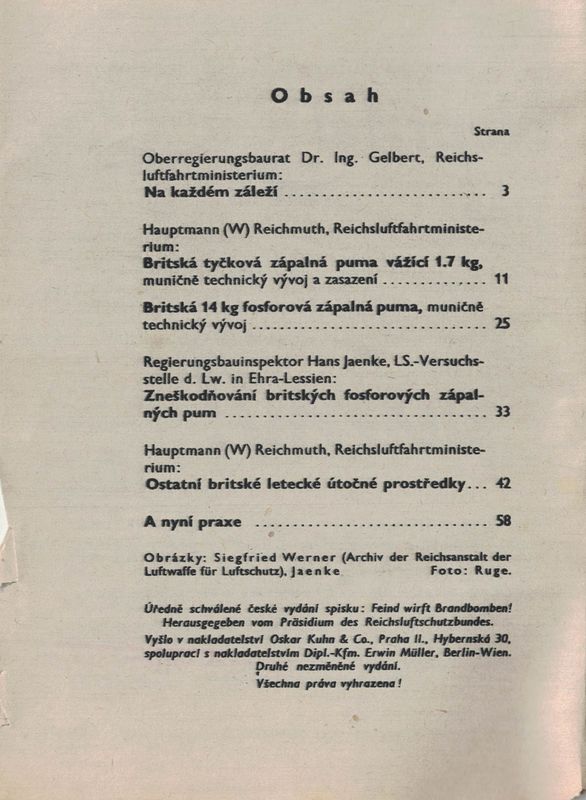 Obsah
Strana
Oberregierungsbaurat Dr. Ing. Gelbert, Reichs-
luftfahrtministerium:
Na každém záleží ........................ 3
Hauptmann (W) Reichmuth, Reichsluftfahrtministe-
rium:
Britská tyčková zápalná puma vážící 1.7 kg,
muničně technický vývoj a zasazení ............. 11
Britská 14 kg fosforová zápalná puma, muničně
technický vývoj ............................ 25
Regierungsbauinspektor Hans Jaenke, LS.-Versuchs-
stelle d. Lw. in Ehra-Lessien:
Zneškodňování britských fosforových zápal-
ných pum ............................... 33
Hauptmann (W) Reichmuth, Reichsluftfahrtministe-
rium:
Ostatní britské letecké útočné prostředky... 42
A nyní praxe ............................ 58
Obrázky: Siegfried Werner (Archiv der Reichsanstalt der
Luftwaffe für Luftschutz), Jaenke Foto: Ruge.
Úředně schválené české vydání spisku: Feind wirft Brandbomben!
Herausgegeben vom Präsidium des Reichsluftschutzbundes.
Vyšlo v nakladatelství Oskar Kuhn & Co., Praha II., Hybernská 30,
spoluprací s nakladatelstvím Dipl.-Kfm. Erwin Müller, Berlin-Wien.
Druhé nezměněné vydání.
Všechna práva vyhrazena!